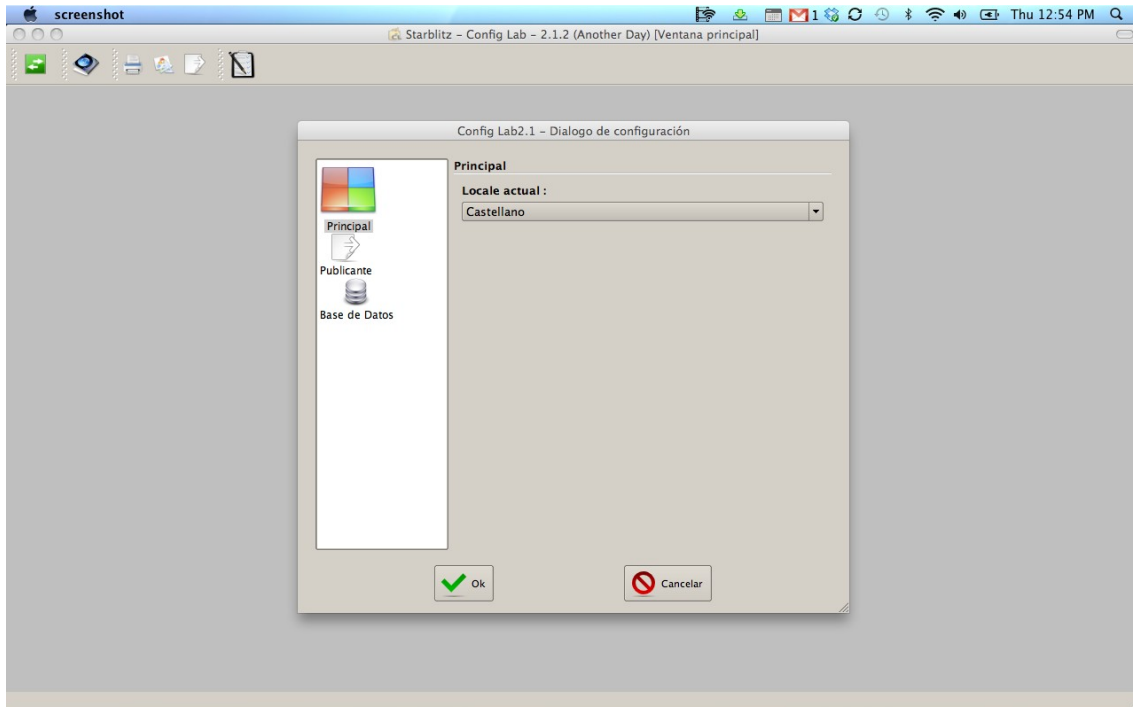 screenshot
1
Thu 12:54 PM
Starblitz – Config Lab – 2.1.2 (Another Day) [Ventana principal]
Config Lab2.1 – Dialogo de configuración
Principal
Publicante
Base de Datos
Principal
Locale actual :
Castellano
Ok
Cancelar